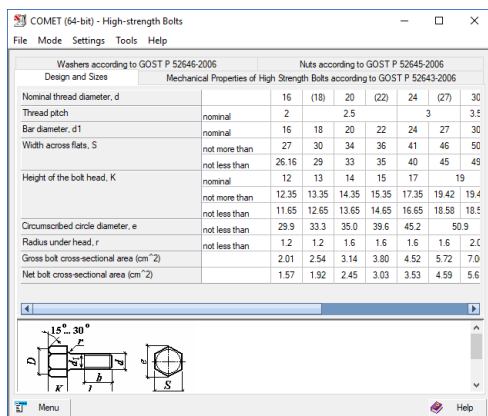 COMET (64-bit) - High-strength Bolts
File Mode Settings Tools Help
Washers according to GOST P 52646-2006 Nuts according to GOST P 52645-2006
Design and Sizes Mechanical Properties of High Strength Bolts according to GOST P 52643-2006
Nominal thread diameter, d 16 (18) 20 (22) 24 (27) 30
Thread pitch nominal 2 2.5 3 3.5
Bar diameter, d1 nominal 16 18 20 22 24 27 30
Width across flats, S not more than 27 30 34 36 41 46 50
not less than 26.16 29 33 35 40 45 49
Height of the bolt head, K nominal 12 13 14 15 17 19
not more than 12.35 13.35 14.35 15.35 17.35 19.42 19.4
not less than 11.65 12.65 13.65 14.65 16.65 18.58 18.5
Circumscribed circle diameter, e not less than 29.9 33.3 35.0 39.6 45.2 50.9
Radius under head, r not less than 1.2 1.2 1.6 1.6 1.6 1.6 2.0
Gross bolt cross-sectional area (cm^2) 2.01 2.54 3.14 3.80 4.52 5.72 7.0
Net bolt cross-sectional area (cm^2) 1.57 1.92 2.45 3.03 3.53 4.59 5.6
15°... 30°
r
D d1 d e
b
K l S
Menu Help